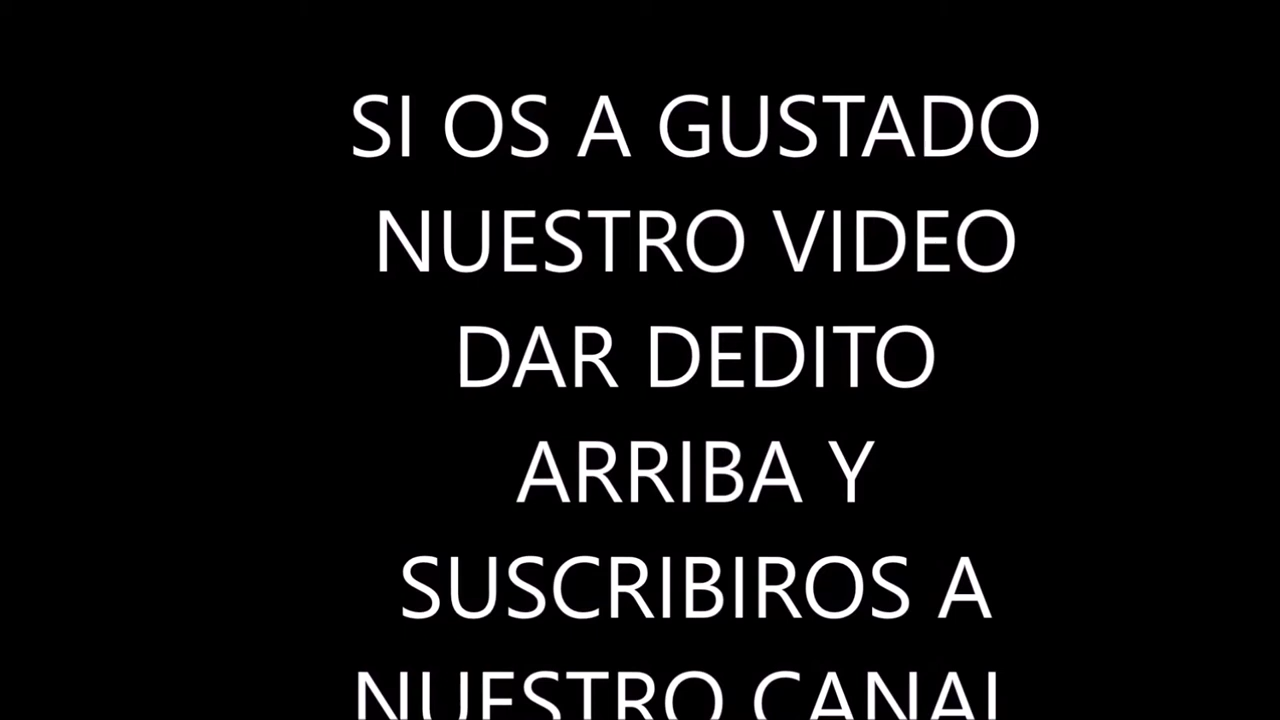 SI OS A GUSTADO
NUESTRO VIDEO
DAR DEDITO
ARRIBA Y
SUSCRIBIROS A
NUESTRO CANAL